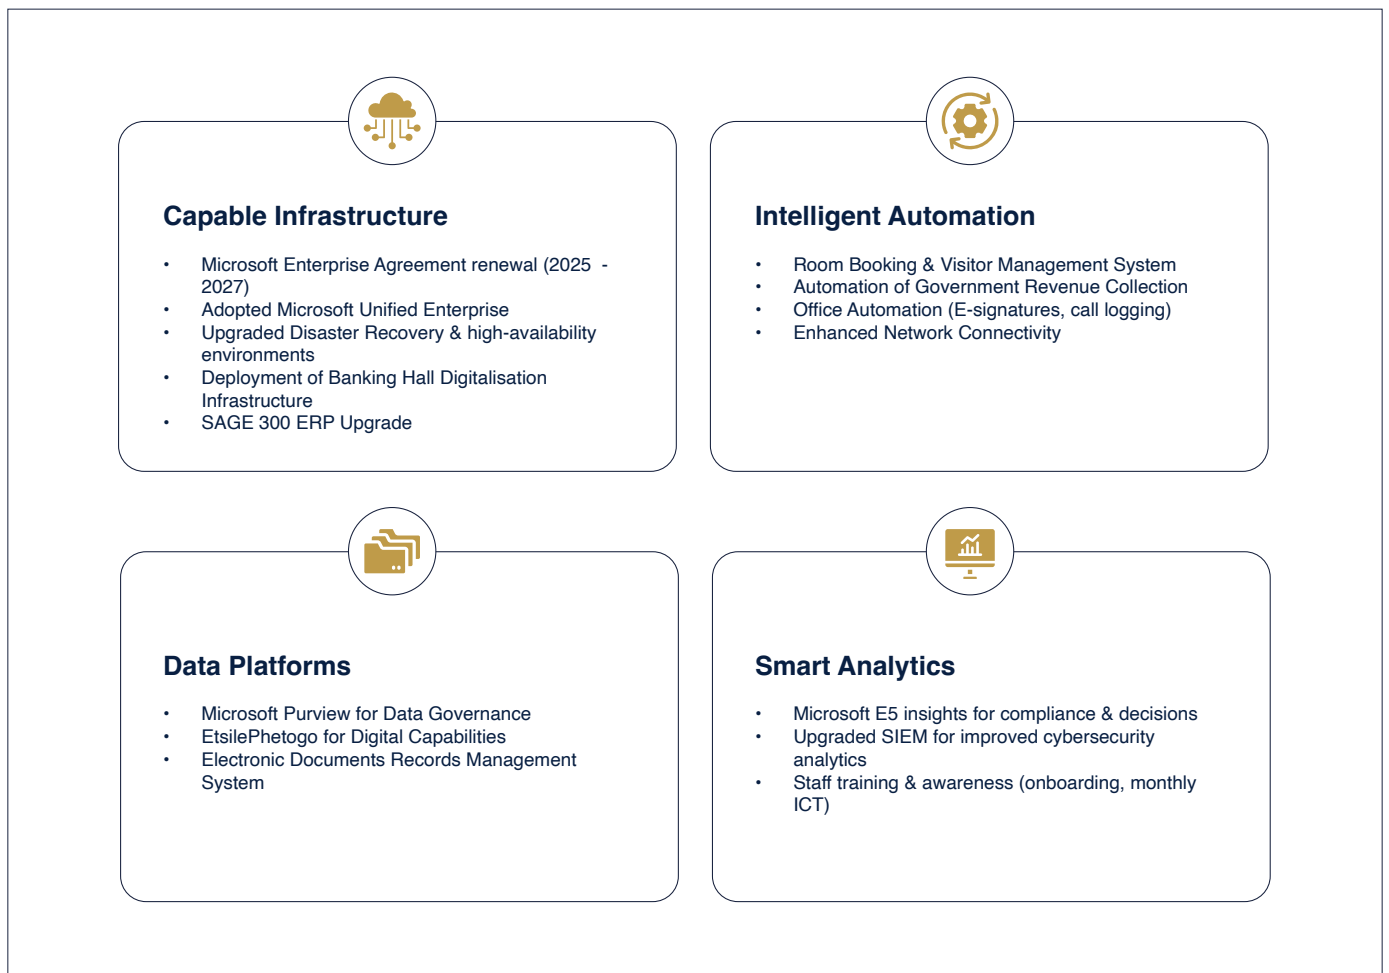 Capable Infrastructure
• Microsoft Enterprise Agreement renewal (2025 -
2027)
• Adopted Microsoft Unified Enterprise
• Upgraded Disaster Recovery & high-availability
environments
• Deployment of Banking Hall Digitalisation
Infrastructure
• SAGE 300 ERP Upgrade
Intelligent Automation
• Room Booking & Visitor Management System
• Automation of Government Revenue Collection
• Office Automation (E-signatures, call logging)
• Enhanced Network Connectivity
Data Platforms
• Microsoft Purview for Data Governance
• EtsilePhetogo for Digital Capabilities
• Electronic Documents Records Management
System
Smart Analytics
• Microsoft E5 insights for compliance & decisions
• Upgraded SIEM for improved cybersecurity
analytics
• Staff training & awareness (onboarding, monthly
ICT)